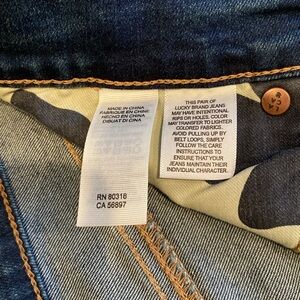 MADE IN CHINA
FABRIQUE EN CHINE
HECHO EN CHINA
DIBUAT DI CINA
RN 80318
CA 56897
THIS PAIR OF
LUCKY BRAND JEANS
MAY HAVE INTENTIONAL
RIPS OR HOLES. COLOR
MAY TRANSFER TO LIGHTER
COLORED FABRICS.
AVOID PULLING UP BY
BELT LOOPS, SIMPLY
FOLLOW THE CARE
INSTRUCTIONS TO
ENSURE THAT YOUR
JEANS MAINTAIN THEIR
INDIVIDUAL CHARACTER.